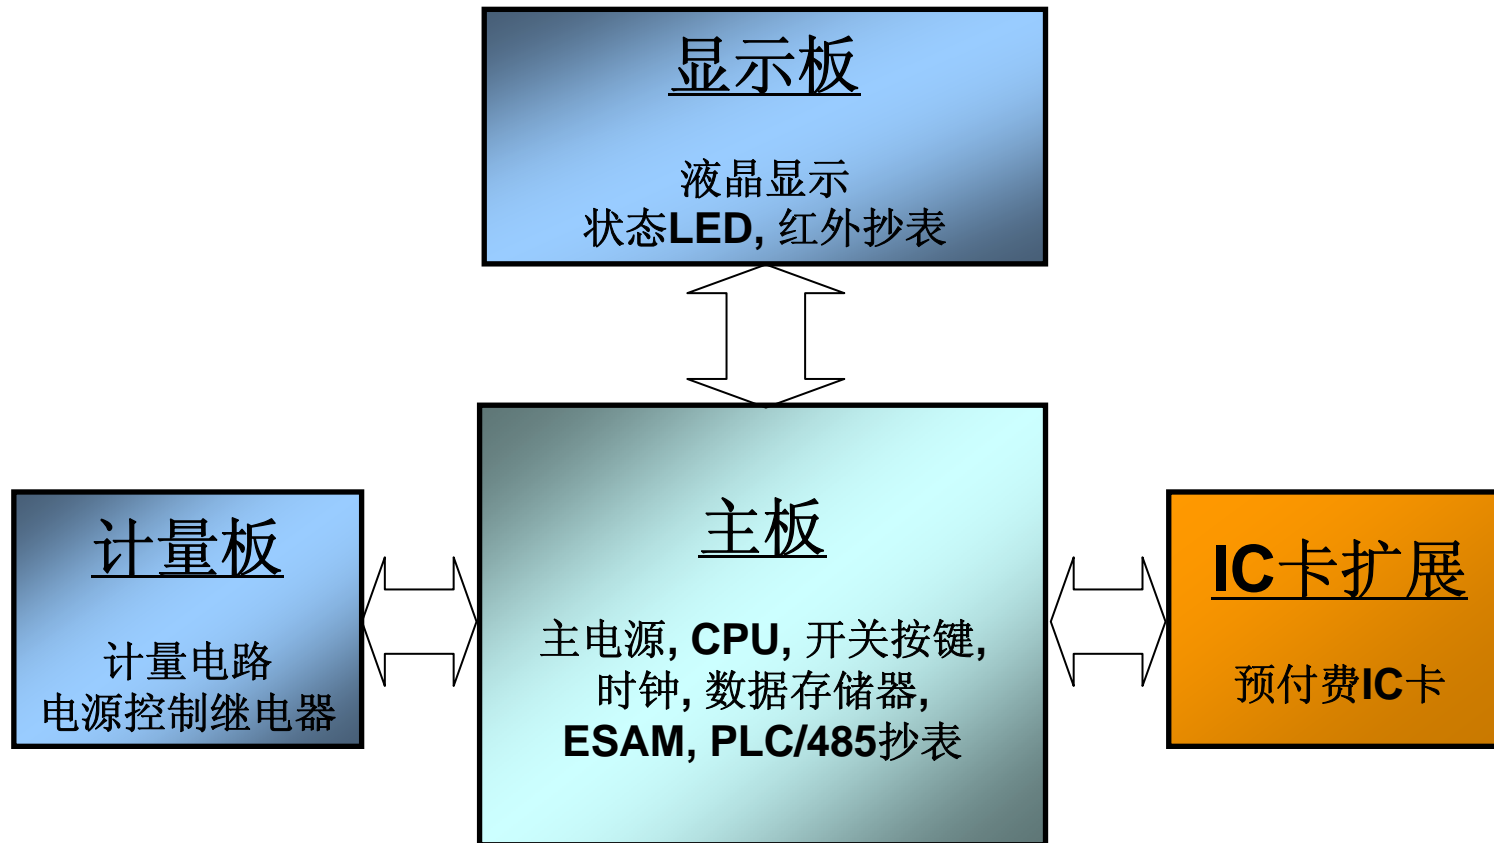 显示板
液晶显示
状态LED, 红外抄表
计量板
计量电路
电源控制继电器
主板
主电源, CPU, 开关按键,
时钟, 数据存储器,
ESAM, PLC/485抄表
IC卡扩展
预付费IC卡